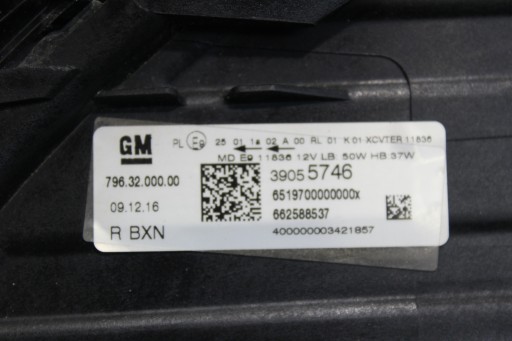 GM PL E9 25 01 1a 02 A 00 RL 01 K 01 XCVTER 11836
MD E9 11836 12V LB: 50W HB 37W
796.32.000.00 3905 5746
6519700000000x
09.12.16 662588537
R BXN 400000003421857